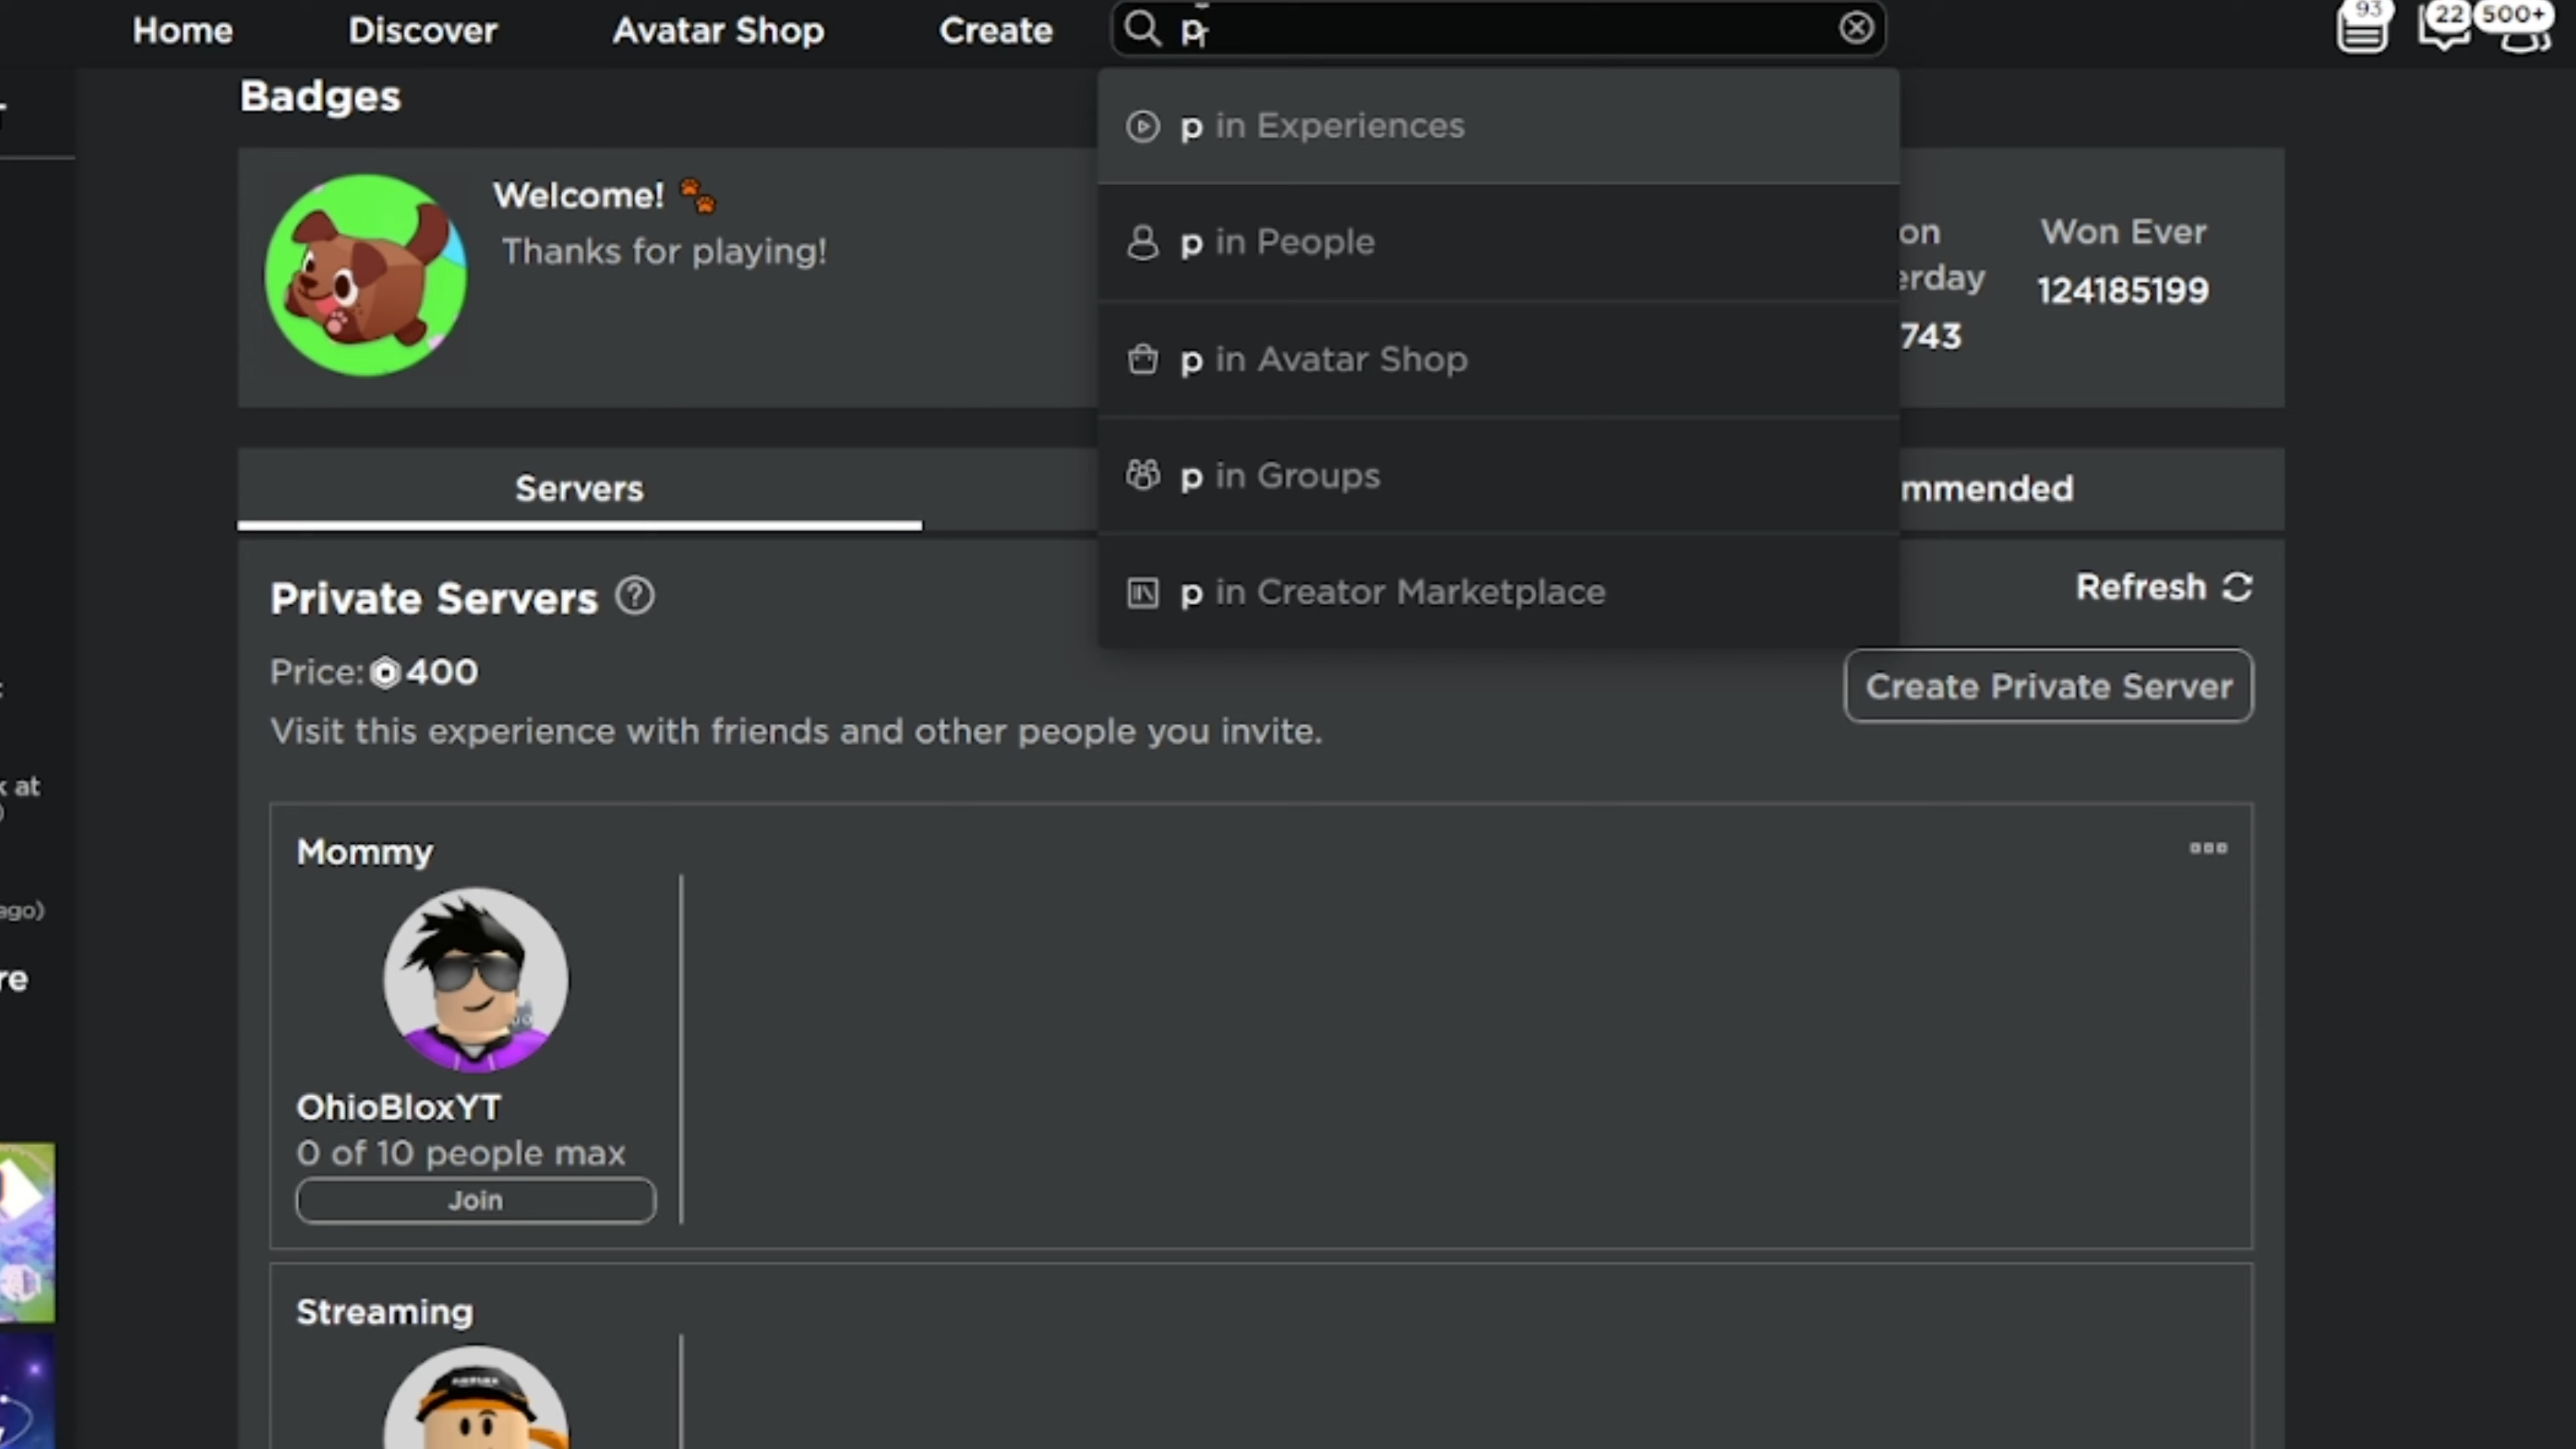 Home Discover Avatar Shop Create p 93 22 500+
Badges
p in Experiences
p in People
p in Avatar Shop
p in Groups
p in Creator Marketplace
Welcome!
Thanks for playing!
on
erday
743
Won Ever
124185199
Servers
mmended
Private Servers
Refresh
Price: 400
Create Private Server
Visit this experience with friends and other people you invite.
k at
ago)
re
Mommy
OhioBloxYT
0 of 10 people max
Join
Streaming